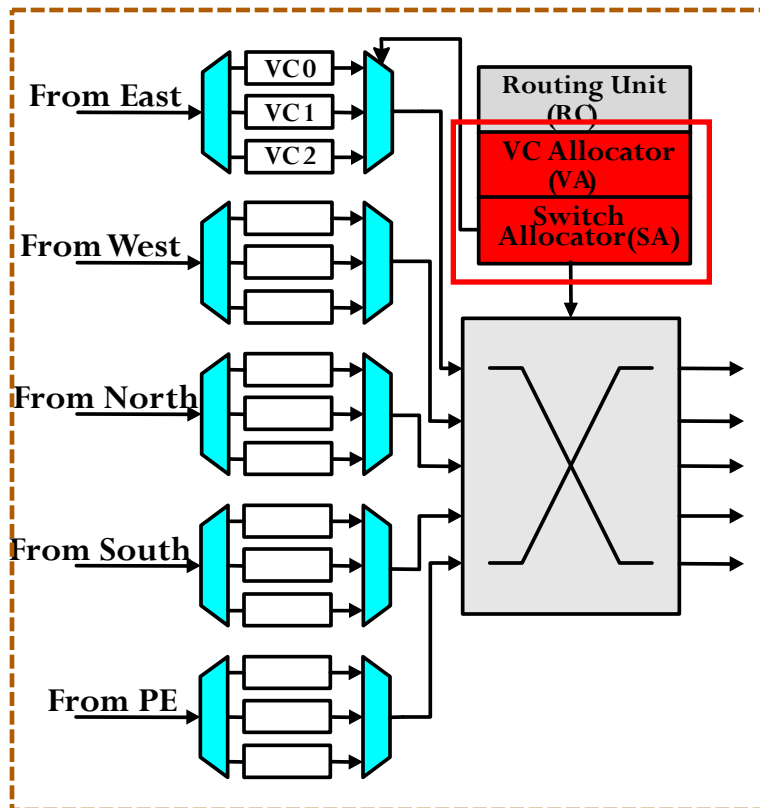 From East
VC0
VC1
VC2
Routing Unit
(RC)
VC Allocator
(VA)
Switch
Allocator(SA)
From West
From North
From South
From PE